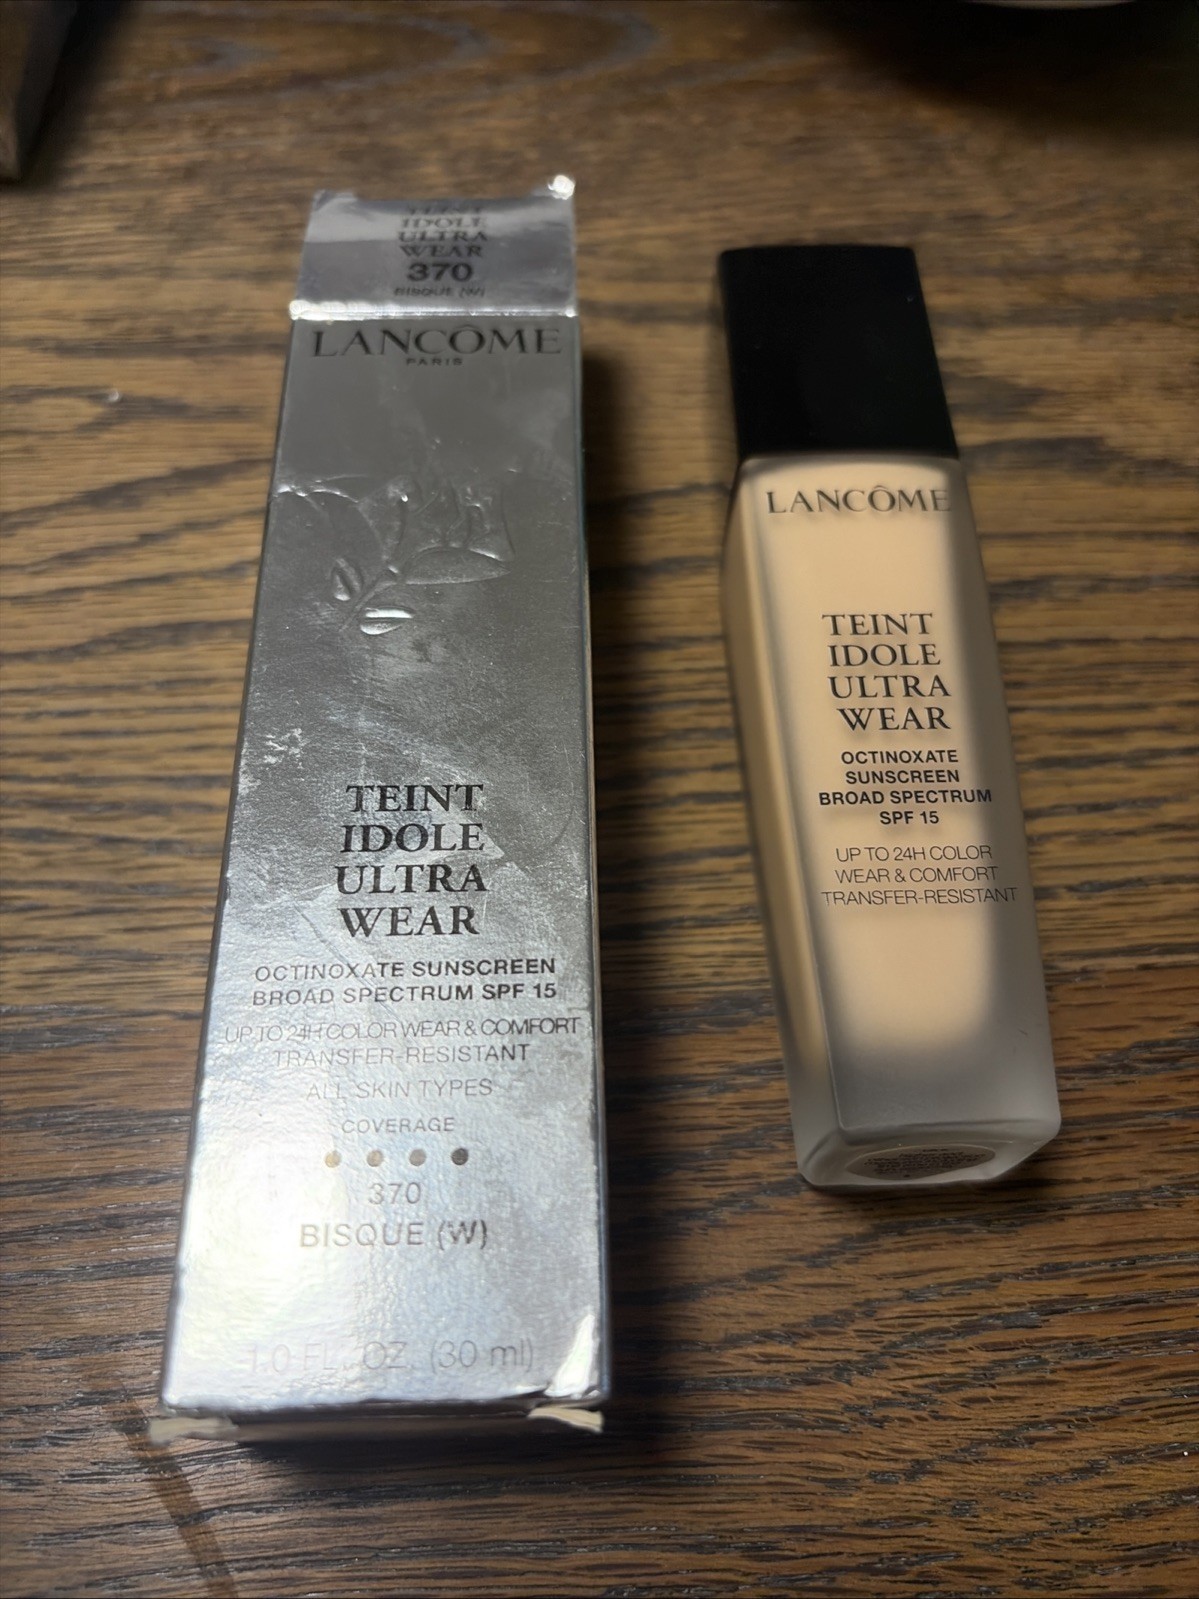 TEINT
IDOLE
ULTRA
WEAR
370
BISQUE (W)
LANCÔME
PARIS
TEINT
IDOLE
ULTRA
WEAR
OCTINOXATE SUNSCREEN
BROAD SPECTRUM SPF 15
UP TO 24H COLOR WEAR & COMFORT
TRANSFER-RESISTANT
ALL SKIN TYPES
COVERAGE
370
BISQUE (W)
1.0 FL. OZ. (30 ml)
LANCÔME
TEINT
IDOLE
ULTRA
WEAR
OCTINOXATE
SUNSCREEN
BROAD SPECTRUM
SPF 15
UP TO 24H COLOR
WEAR & COMFORT
TRANSFER-RESISTANT